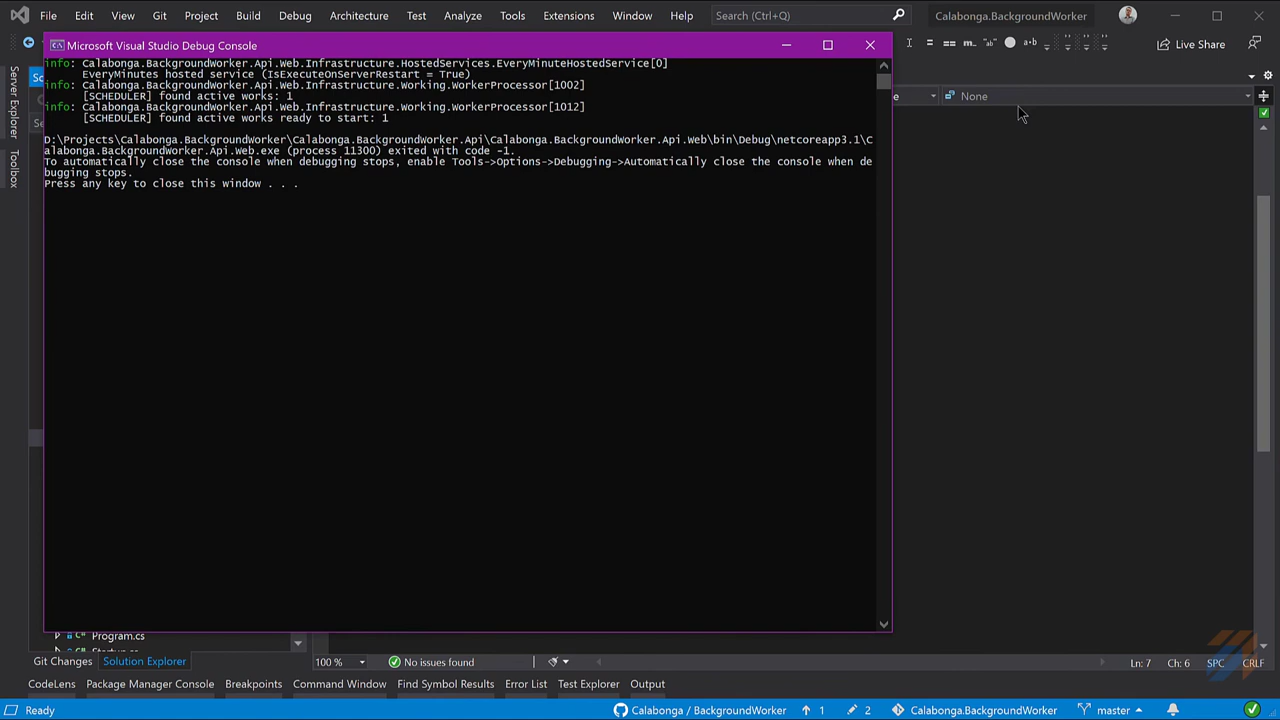 File Edit View Git Project Build Debug Architecture Test Analyze Tools Extensions Window Help Search (Ctrl+Q) Calabonga.BackgroundWorker
Microsoft Visual Studio Debug Console
Live Share
info: Calabonga.BackgroundWorker.Api.Web.Infrastructure.HostedServices.EveryMinuteHostedService[0]
EveryMinutes hosted service (IsExecuteOnServerRestart = True)
info: Calabonga.BackgroundWorker.Api.Web.Infrastructure.Working.WorkerProcessor[1002]
[SCHEDULER] found active works: 1
info: Calabonga.BackgroundWorker.Api.Web.Infrastructure.Working.WorkerProcessor[1012]
[SCHEDULER] found active works ready to start: 1
D:\Projects\Calabonga.BackgroundWorker\Calabonga.BackgroundWorker.Api\Calabonga.BackgroundWorker.Api.Web\bin\Debug\netcoreapp3.1\C
alabonga.BackgroundWorker.Api.Web.exe (process 11300) exited with code -1.
To automatically close the console when debugging stops, enable Tools->Options->Debugging->Automatically close the console when de
bugging stops.
Press any key to close this window . . .
None
Server Explorer
Toolbox
C# Program.cs
Git Changes Solution Explorer 100 % No issues found Ln: 7 Ch: 6 SPC CRLF
CodeLens Package Manager Console Breakpoints Command Window Find Symbol Results Error List Test Explorer Output
Ready Calabonga / BackgroundWorker 1 2 Calabonga.BackgroundWorker master